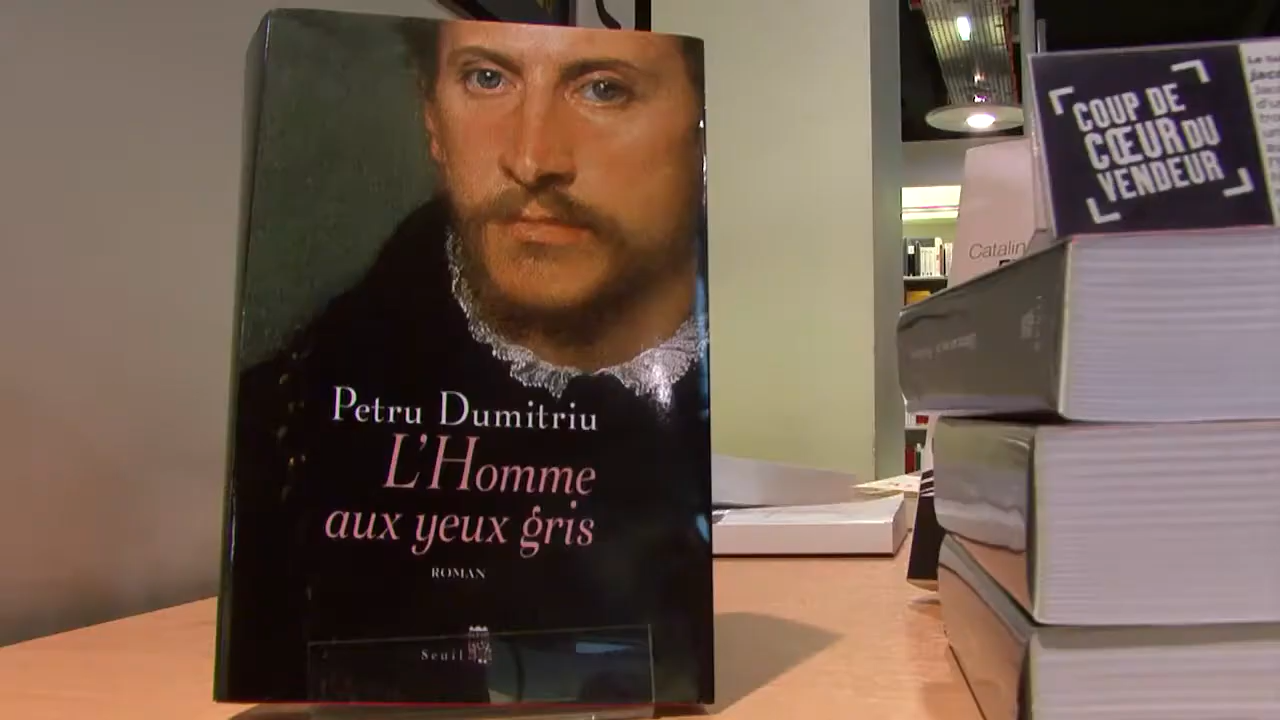 Petru Dumitriu
L'Homme
aux yeux gris
ROMAN
Seuil
COUP DE
CŒUR DU
VENDEUR
Catalin